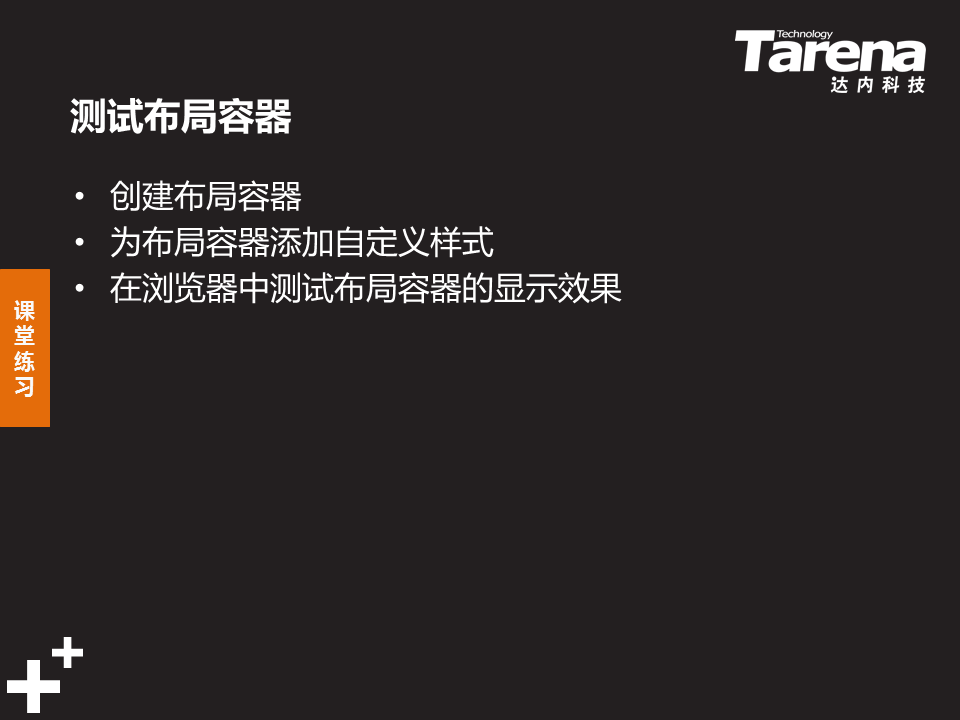 Technology
Tarena
达内科技
测试布局容器
• 创建布局容器
• 为布局容器添加自定义样式
• 在浏览器中测试布局容器的显示效果
课
堂
练
习